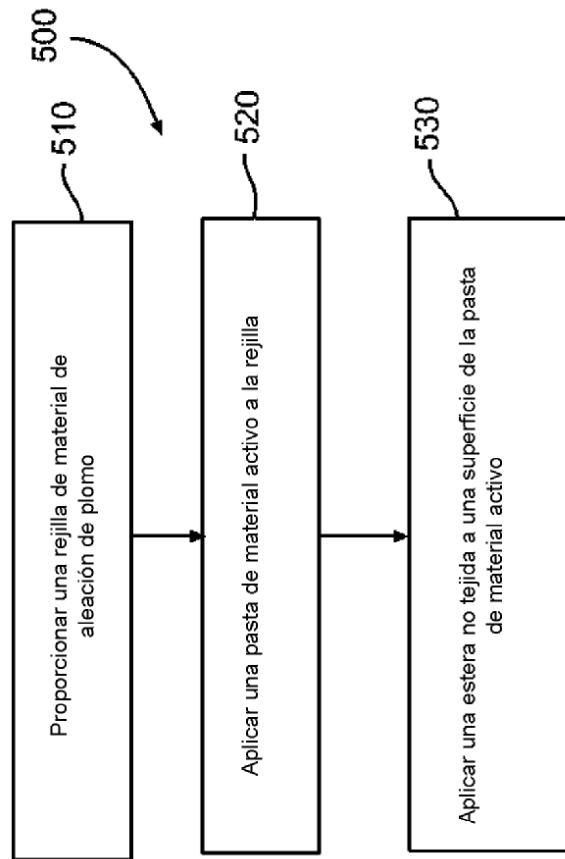 500
510
Proporcionar una rejilla de material de
aleación de plomo
520
Aplicar una pasta de material activo a la rejilla
530
Aplicar una estera no tejida a una superficie de la pasta
de material activo